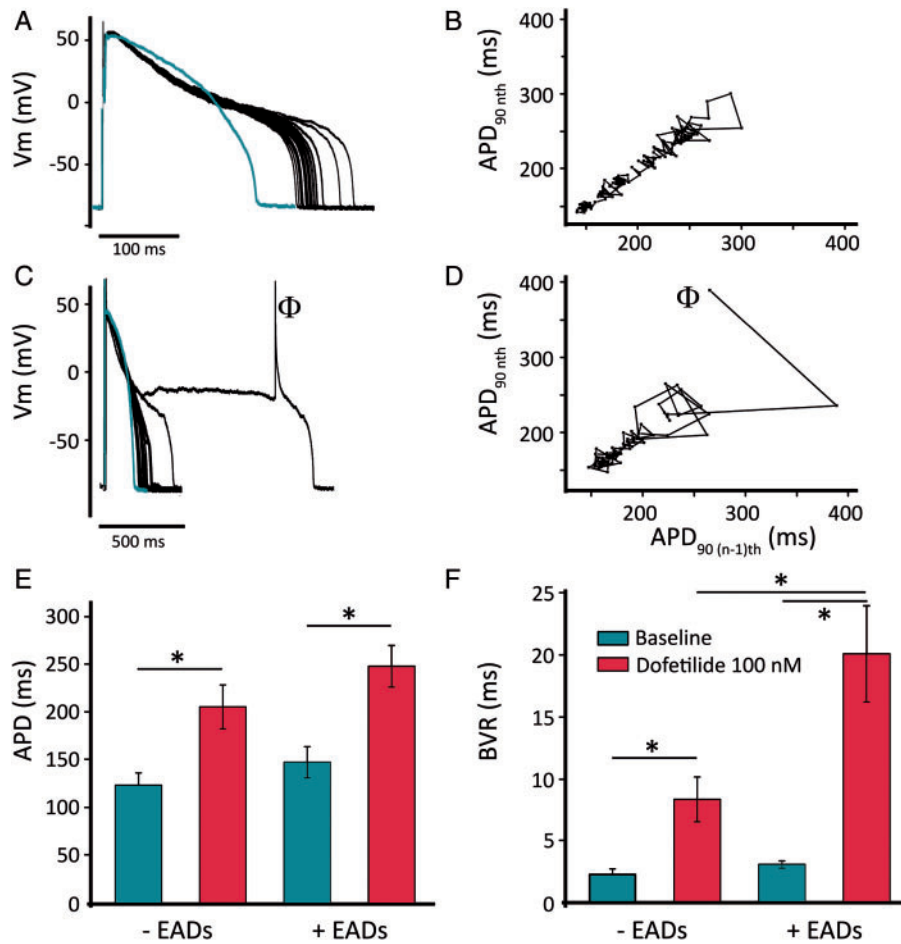 A
Vm (mV)
50
0
-50
100 ms
B
APD90 nth (ms)
400
300
200
200 300 400
C
Vm (mV)
50
0
-50
Φ
500 ms
D
APD90 nth (ms)
400
300
200
Φ
200 300 400
APD90 (n-1)th (ms)
E
APD (ms)
300
250
200
150
100
50
0
* *
- EADs + EADs
F
BVR (ms)
25
20
15
10
5
0
*
*
*
Baseline
Dofetilide 100 nM
- EADs + EADs